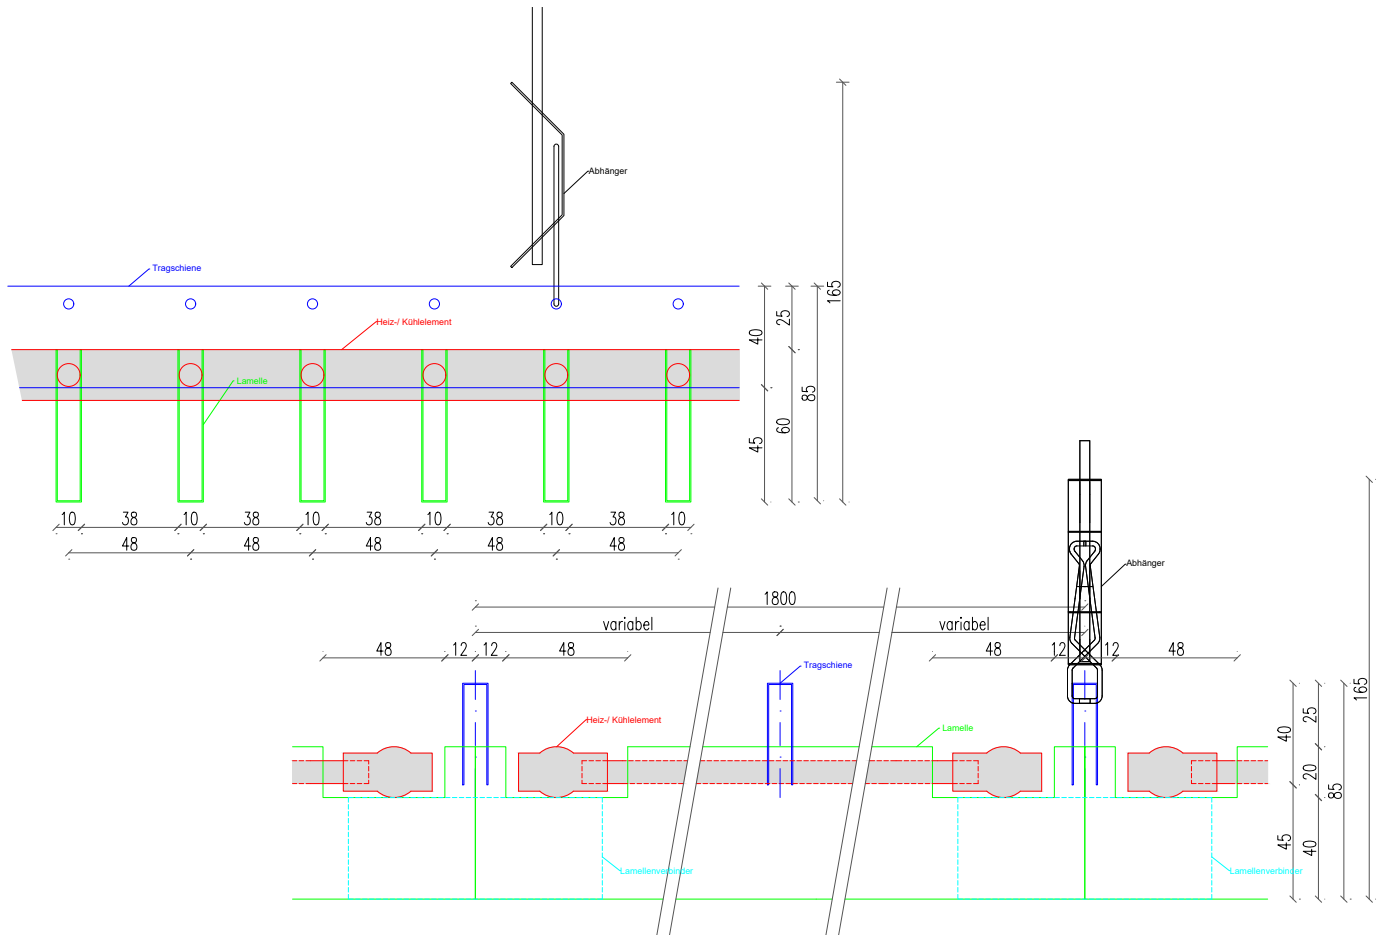 Abhänger
Tragschiene
Heiz-/ Kühlelement
Lamelle
165
40
25
85
45
60
10 38 10 38 10 38 10 38 10 38 10
48 48 48 48 48
Abhänger
1800
variabel variabel
48 12 12 48 48 12 12 48
Tragschiene
Heiz-/ Kühlelement
Lamelle
165
40
25
20
85
45
40
Lamellenverbinder
Lamellenverbinder